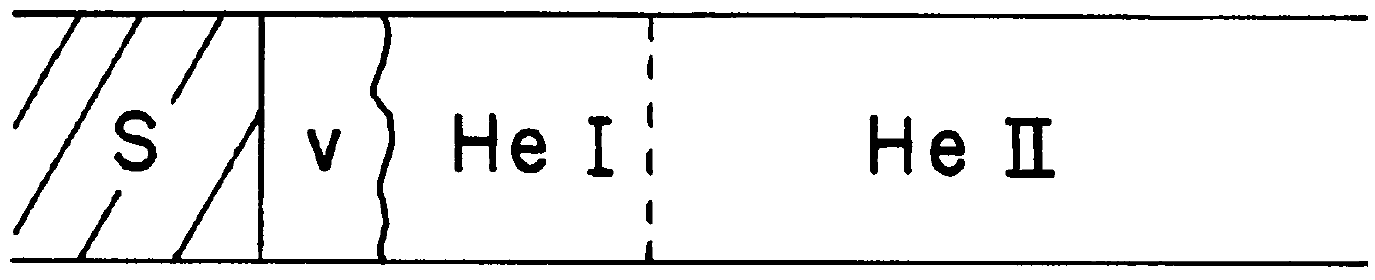 S v He I He II